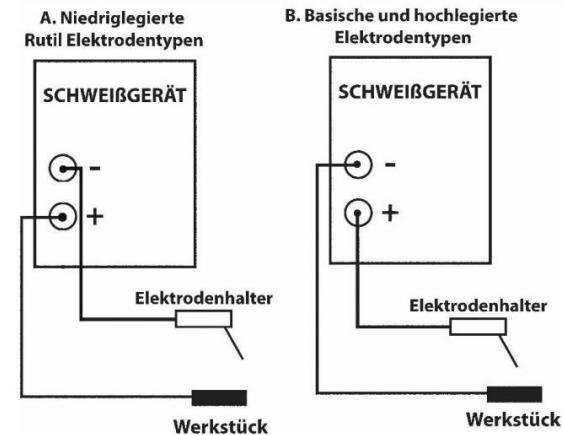 A. Niedriglegierte
Rutil Elektrodentypen
SCHWEIßGERÄT
-
+
Elektrodenhalter
Werkstück
B. Basische und hochlegierte
Elektrodentypen
SCHWEIßGERÄT
-
+
Elektrodenhalter
Werkstück